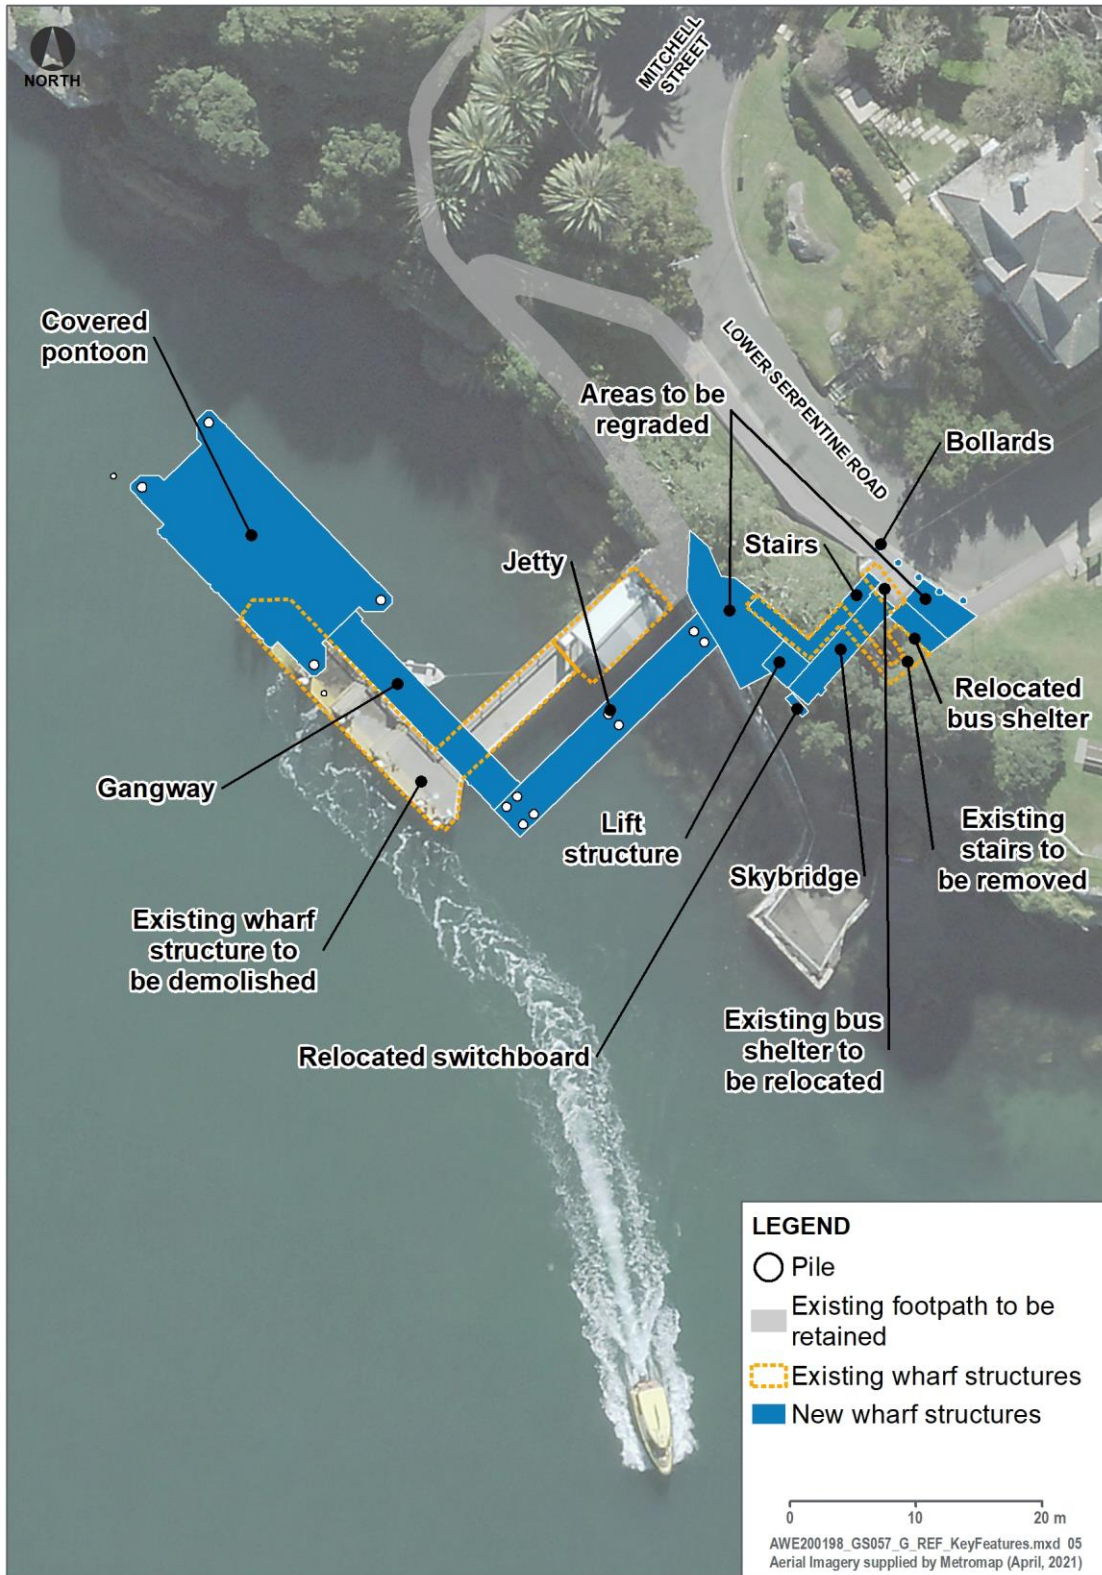 NORTH
MITCHELL
STREET
Covered
pontoon
LOWER SERPENTINE ROAD
Areas to be
regraded
Bollards
Stairs
Jetty
Relocated
bus shelter
Gangway
Lift
structure
Existing
stairs to
be removed
Skybridge
Existing wharf
structure to
be demolished
Existing bus
shelter to
be relocated
Relocated switchboard
LEGEND
Pile
Existing footpath to be
retained
Existing wharf structures
New wharf structures
0 10 20 m
AWE200198_GS057_G_REF_KeyFeatures.mxd 05
Aerial Imagery supplied by Metromap (April, 2021)